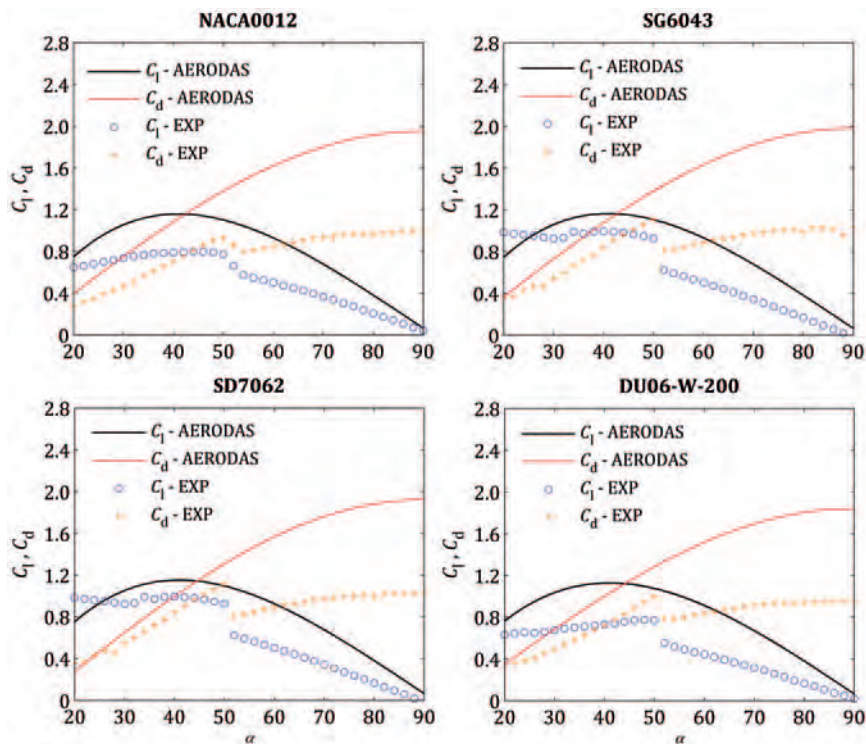 NACA0012
2.8
2.4
2.0
1.6
1.2
0.8
0.4
0
C_l, C_d
C_l - AERODAS
C_d - AERODAS
C_l - EXP
C_d - EXP
20 30 40 50 60 70 80 90
SG6043
2.8
2.4
2.0
1.6
1.2
0.8
0.4
0
C_l - AERODAS
C_d - AERODAS
C_l - EXP
C_d - EXP
20 30 40 50 60 70 80 90
SD7062
2.8
2.4
2.0
1.6
1.2
0.8
0.4
0
C_l, C_d
C_l - AERODAS
C_d - AERODAS
C_l - EXP
C_d - EXP
20 30 40 50 60 70 80 90
α
DU06-W-200
2.8
2.4
2.0
1.6
1.2
0.8
0.4
0
C_l - AERODAS
C_d - AERODAS
C_l - EXP
C_d - EXP
20 30 40 50 60 70 80 90
α